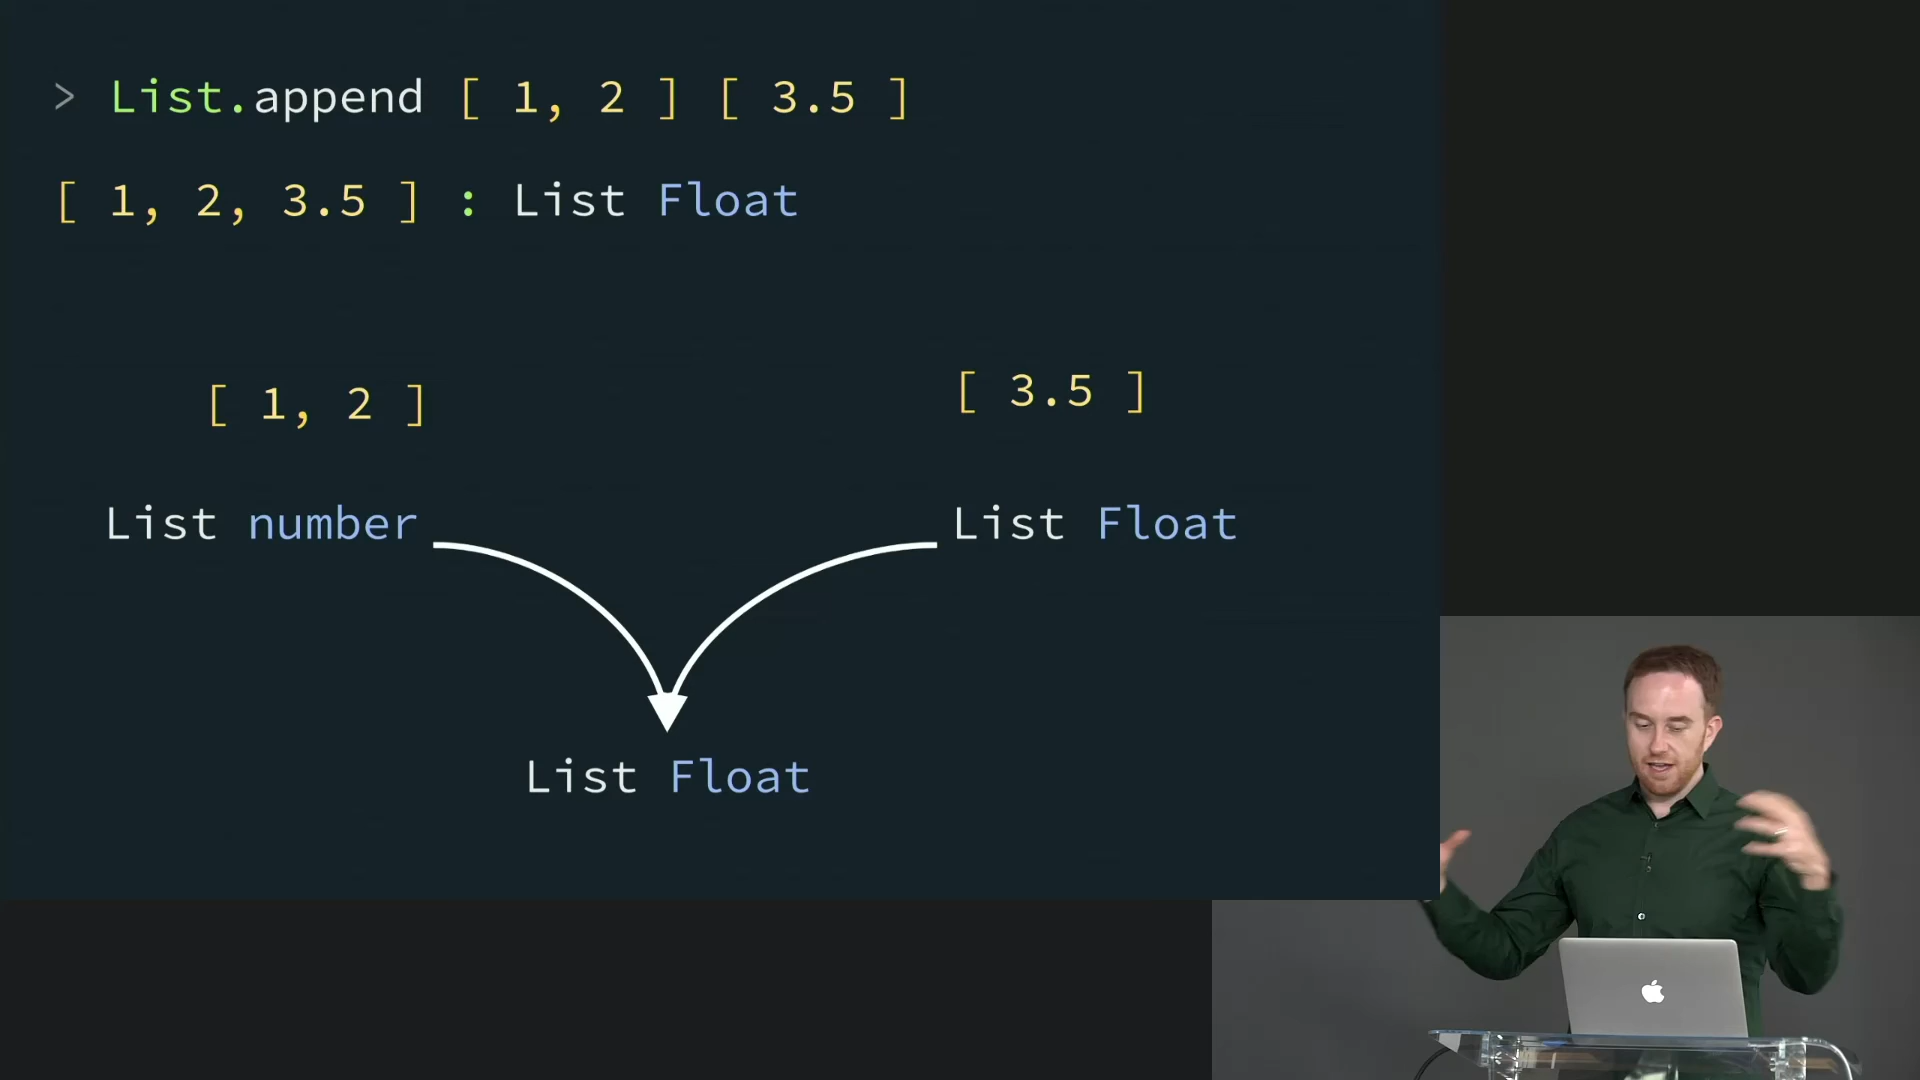 > List.append [ 1, 2 ] [ 3.5 ]
[ 1, 2, 3.5 ] : List Float
[ 1, 2 ]
[ 3.5 ]
List number
List Float
List Float